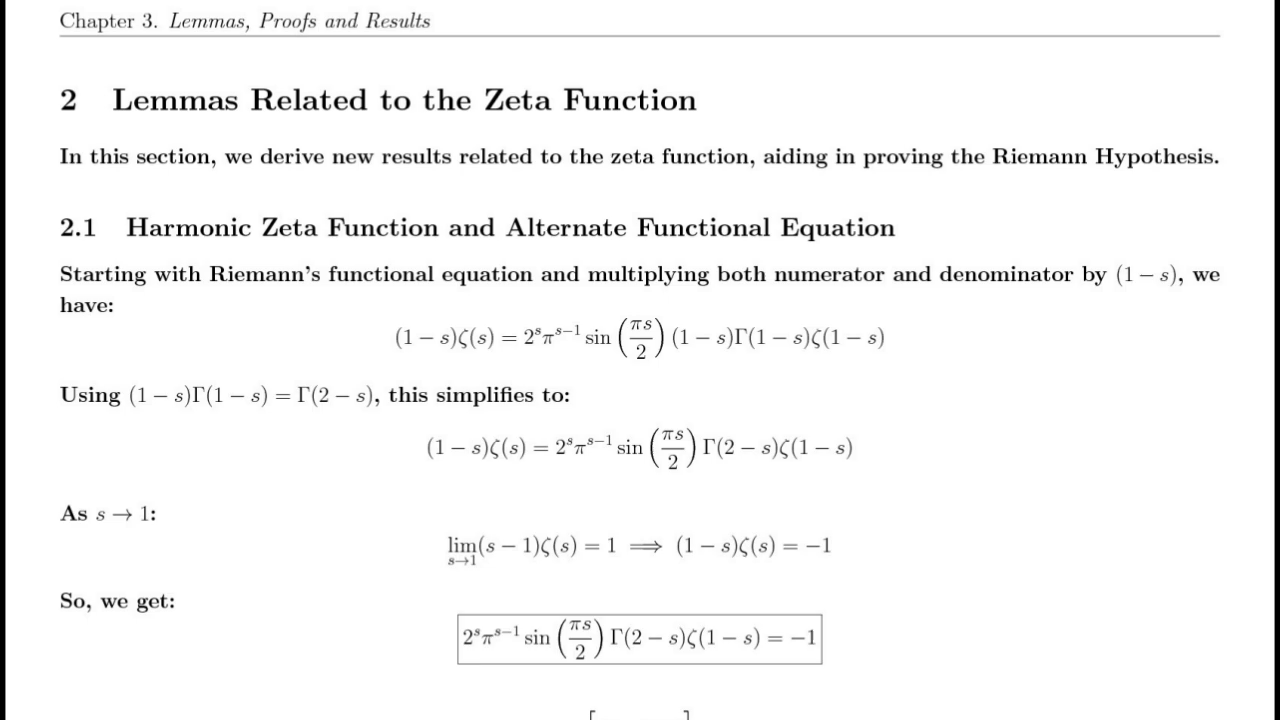 Chapter 3. Lemmas, Proofs and Results
2 Lemmas Related to the Zeta Function
In this section, we derive new results related to the zeta function, aiding in proving the Riemann Hypothesis.
2.1 Harmonic Zeta Function and Alternate Functional Equation
Starting with Riemann's functional equation and multiplying both numerator and denominator by (1 − s), we
have:
(1 − s)ζ(s) = 2^s π^{s−1} sin (πs/2) (1 − s)Γ(1 − s)ζ(1 − s)
Using (1 − s)Γ(1 − s) = Γ(2 − s), this simplifies to:
(1 − s)ζ(s) = 2^s π^{s−1} sin (πs/2) Γ(2 − s)ζ(1 − s)
As s → 1:
lim_{s→1} (s − 1)ζ(s) = 1 ⟹ (1 − s)ζ(s) = −1
So, we get:
2^s π^{s−1} sin (πs/2) Γ(2 − s)ζ(1 − s) = −1